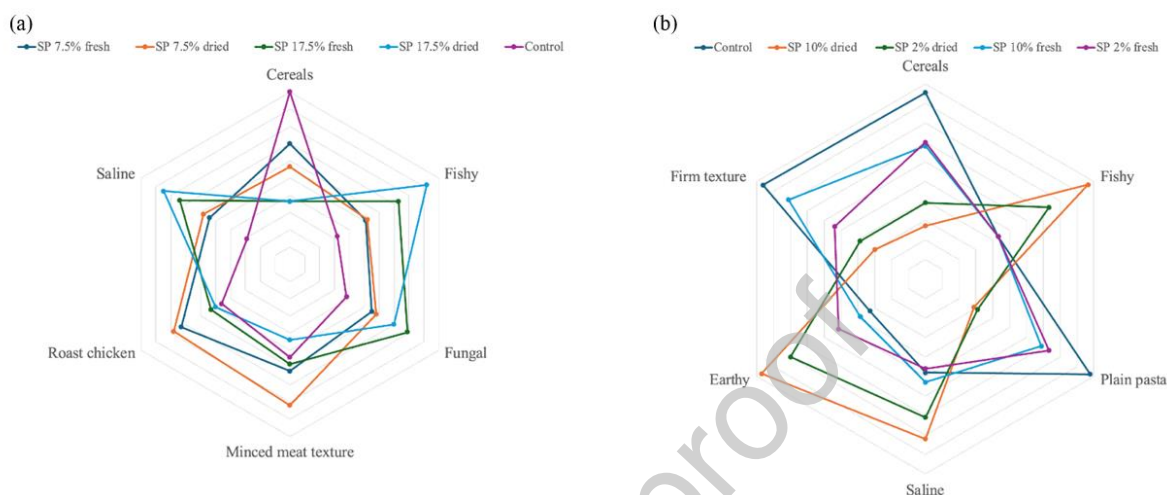 (a)
SP 7.5% fresh SP 7.5% dried SP 17.5% fresh SP 17.5% dried Control
Cereals
Saline
Fishy
Roast chicken
Fungal
Minced meat texture
(b)
Control SP 10% dried SP 2% dried SP 10% fresh SP 2% fresh
Cereals
Firm texture
Fishy
Earthy
Plain pasta
Saline
proof